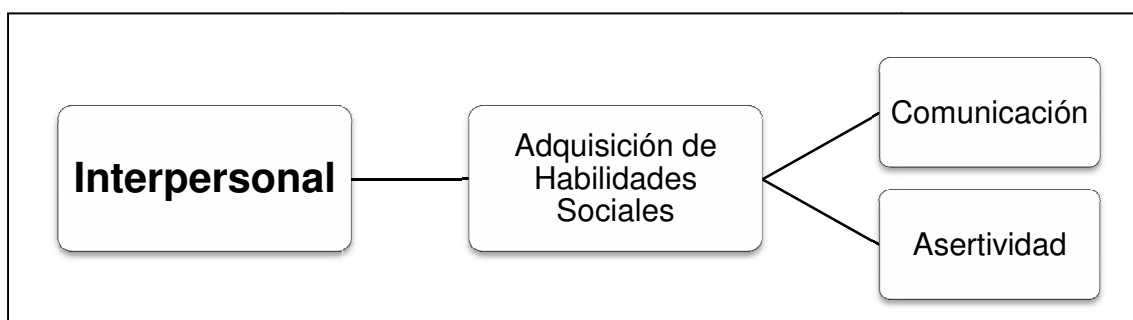 Interpersonal
Adquisición de
Habilidades
Sociales
Comunicación
Asertividad